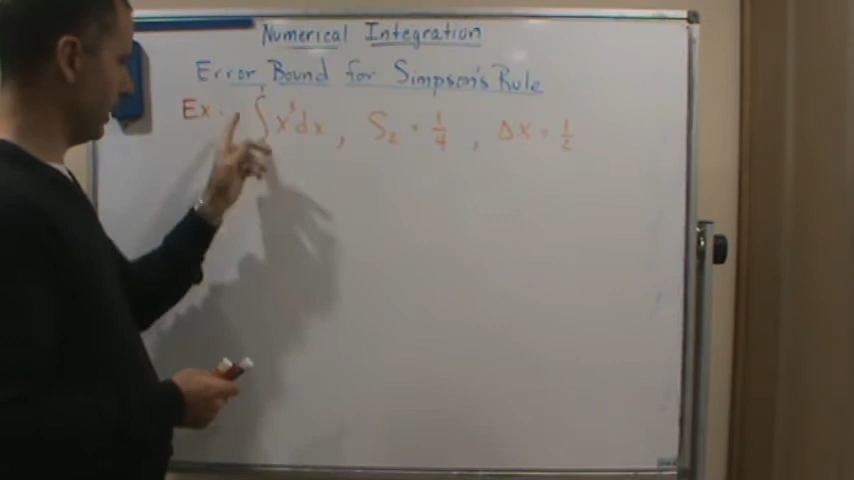 Numerical Integration
Error Bound for Simpson's Rule
Ex: ∫ x³dx , S₂ = 1/4 , Δx = 1/2